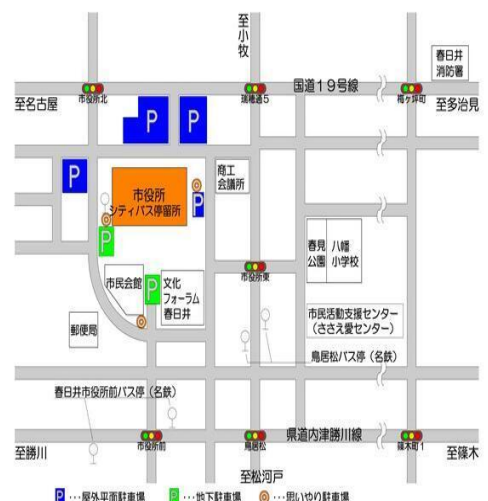 至小牧
国道19号線
春日井
消防署
至名古屋
市役所北
瑞穂通5
梅ヶ坪町
至多治見
P
P
P
商工
会議所
市役所
シティバス停留所
P
P
春見
公園
八幡
小学校
市民会館
P
文化
フォーラム
春日井
市役所東
郵便局
市民活動支援センター
(ささえ愛センター)
鳥居松バス停(名鉄)
春日井市役所前バス停(名鉄)
県道内津勝川線
至勝川
市役所前
鳥居松
篠木町1
至篠木
至松河戸
P…屋外平面駐車場 P…地下駐車場 …思いやり駐車場